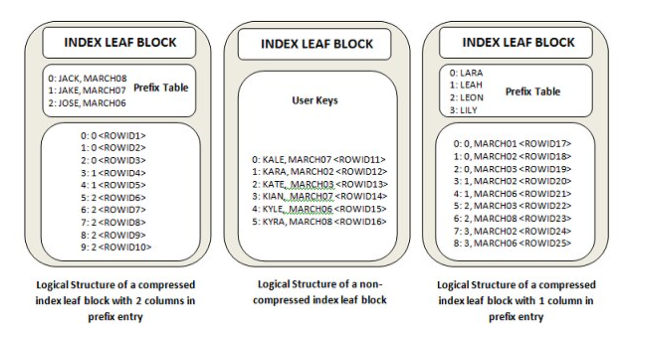 INDEX LEAF BLOCK
0: JACK, MARCH08
1: JAKE, MARCH07
2: JOSE, MARCH06
Prefix Table
0: 0 <ROWID1>
1: 0 <ROWID2>
2: 0 <ROWID3>
3: 1 <ROWID4>
4: 1 <ROWID5>
5: 2 <ROWID6>
6: 2 <ROWID7>
7: 2 <ROWID8>
8: 2 <ROWID9>
9: 2 <ROWID10>
Logical Structure of a compressed
index leaf block with 2 columns in
prefix entry
INDEX LEAF BLOCK
User Keys
0: KALE, MARCH07 <ROWID11>
1: KARA, MARCH02 <ROWID12>
2: KATE, MARCH03 <ROWID13>
3: KIAN, MARCH07 <ROWID14>
4: KYLE, MARCH06 <ROWID15>
5: KYRA, MARCH08 <ROWID16>
Logical Structure of a non-
compressed index leaf block
INDEX LEAF BLOCK
0: LARA
1: LEAH
2: LEON
3: LILY
Prefix Table
0: 0, MARCH01 <ROWID17>
1: 0, MARCH02 <ROWID18>
2: 0, MARCH03 <ROWID19>
3: 1, MARCH02 <ROWID20>
4: 1, MARCH06 <ROWID21>
5: 2, MARCH03 <ROWID22>
6: 2, MARCH08 <ROWID23>
7: 3, MARCH02 <ROWID24>
8: 3, MARCH06 <ROWID25>
Logical Structure of a compressed
index leaf block with 1 column in
prefix entry